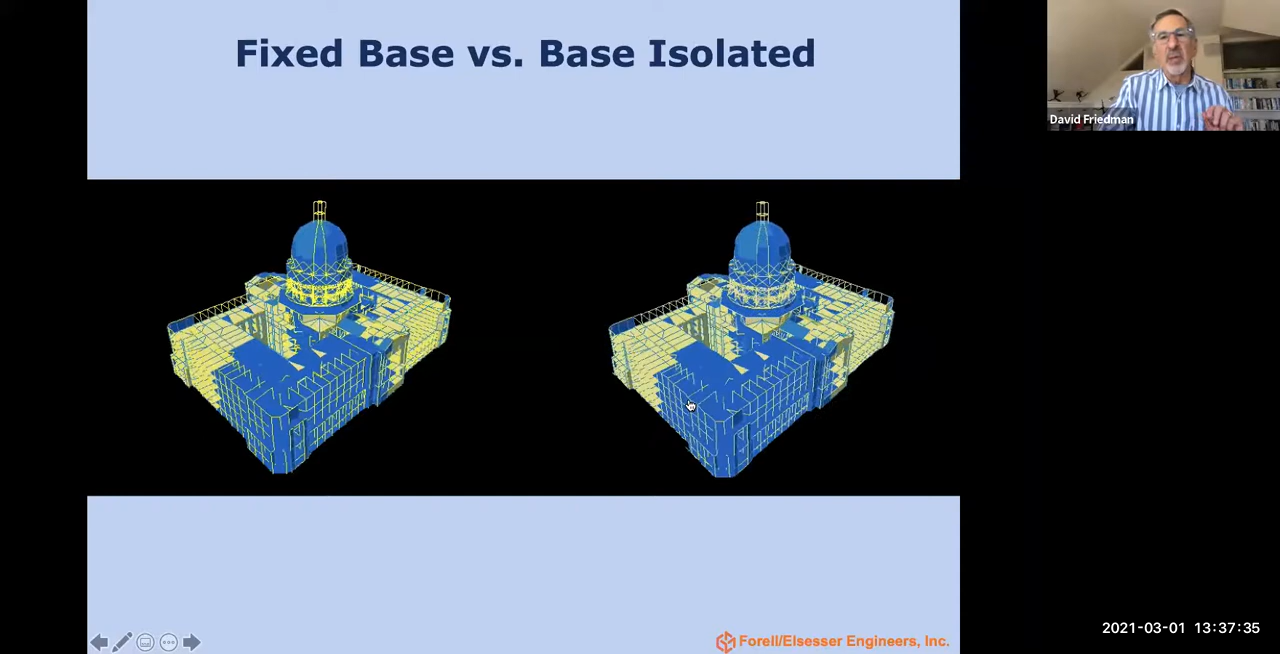 Fixed Base vs. Base Isolated
David Friedman
2021-03-01 13:37:35
Forell/Elsesser Engineers, Inc.